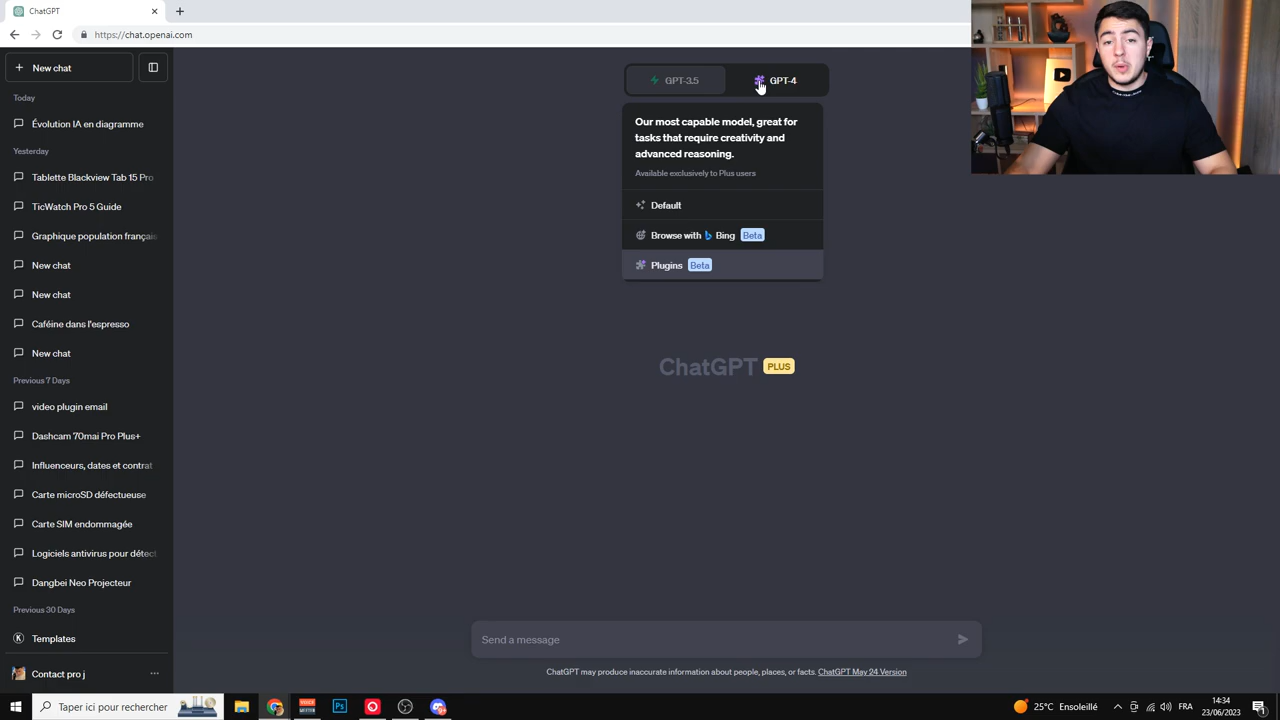 ChatGPT
https://chat.openai.com
New chat
Today
Évolution IA en diagramme
Yesterday
Tablette Blackview Tab 15 Pro
TicWatch Pro 5 Guide
Graphique population français
New chat
New chat
Caféine dans l'espresso
New chat
Previous 7 Days
video plugin email
Dashcam 70mai Pro Plus+
Influenceurs, dates et contrat
Carte microSD défectueuse
Carte SIM endommagée
Logiciels antivirus pour détect
Dangbei Neo Projecteur
Previous 30 Days
K Templates
Contact pro j
GPT-3.5 GPT-4
Our most capable model, great for
tasks that require creativity and
advanced reasoning.
Available exclusively to Plus users
Default
Browse with Bing Beta
Plugins Beta
ChatGPT PLUS
Send a message
ChatGPT may produce inaccurate information about people, places, or facts. ChatGPT May 24 Version
Taper ici pour rechercher
Ps
25°C Ensoleillé
FRA
14:34
23/06/2023
1